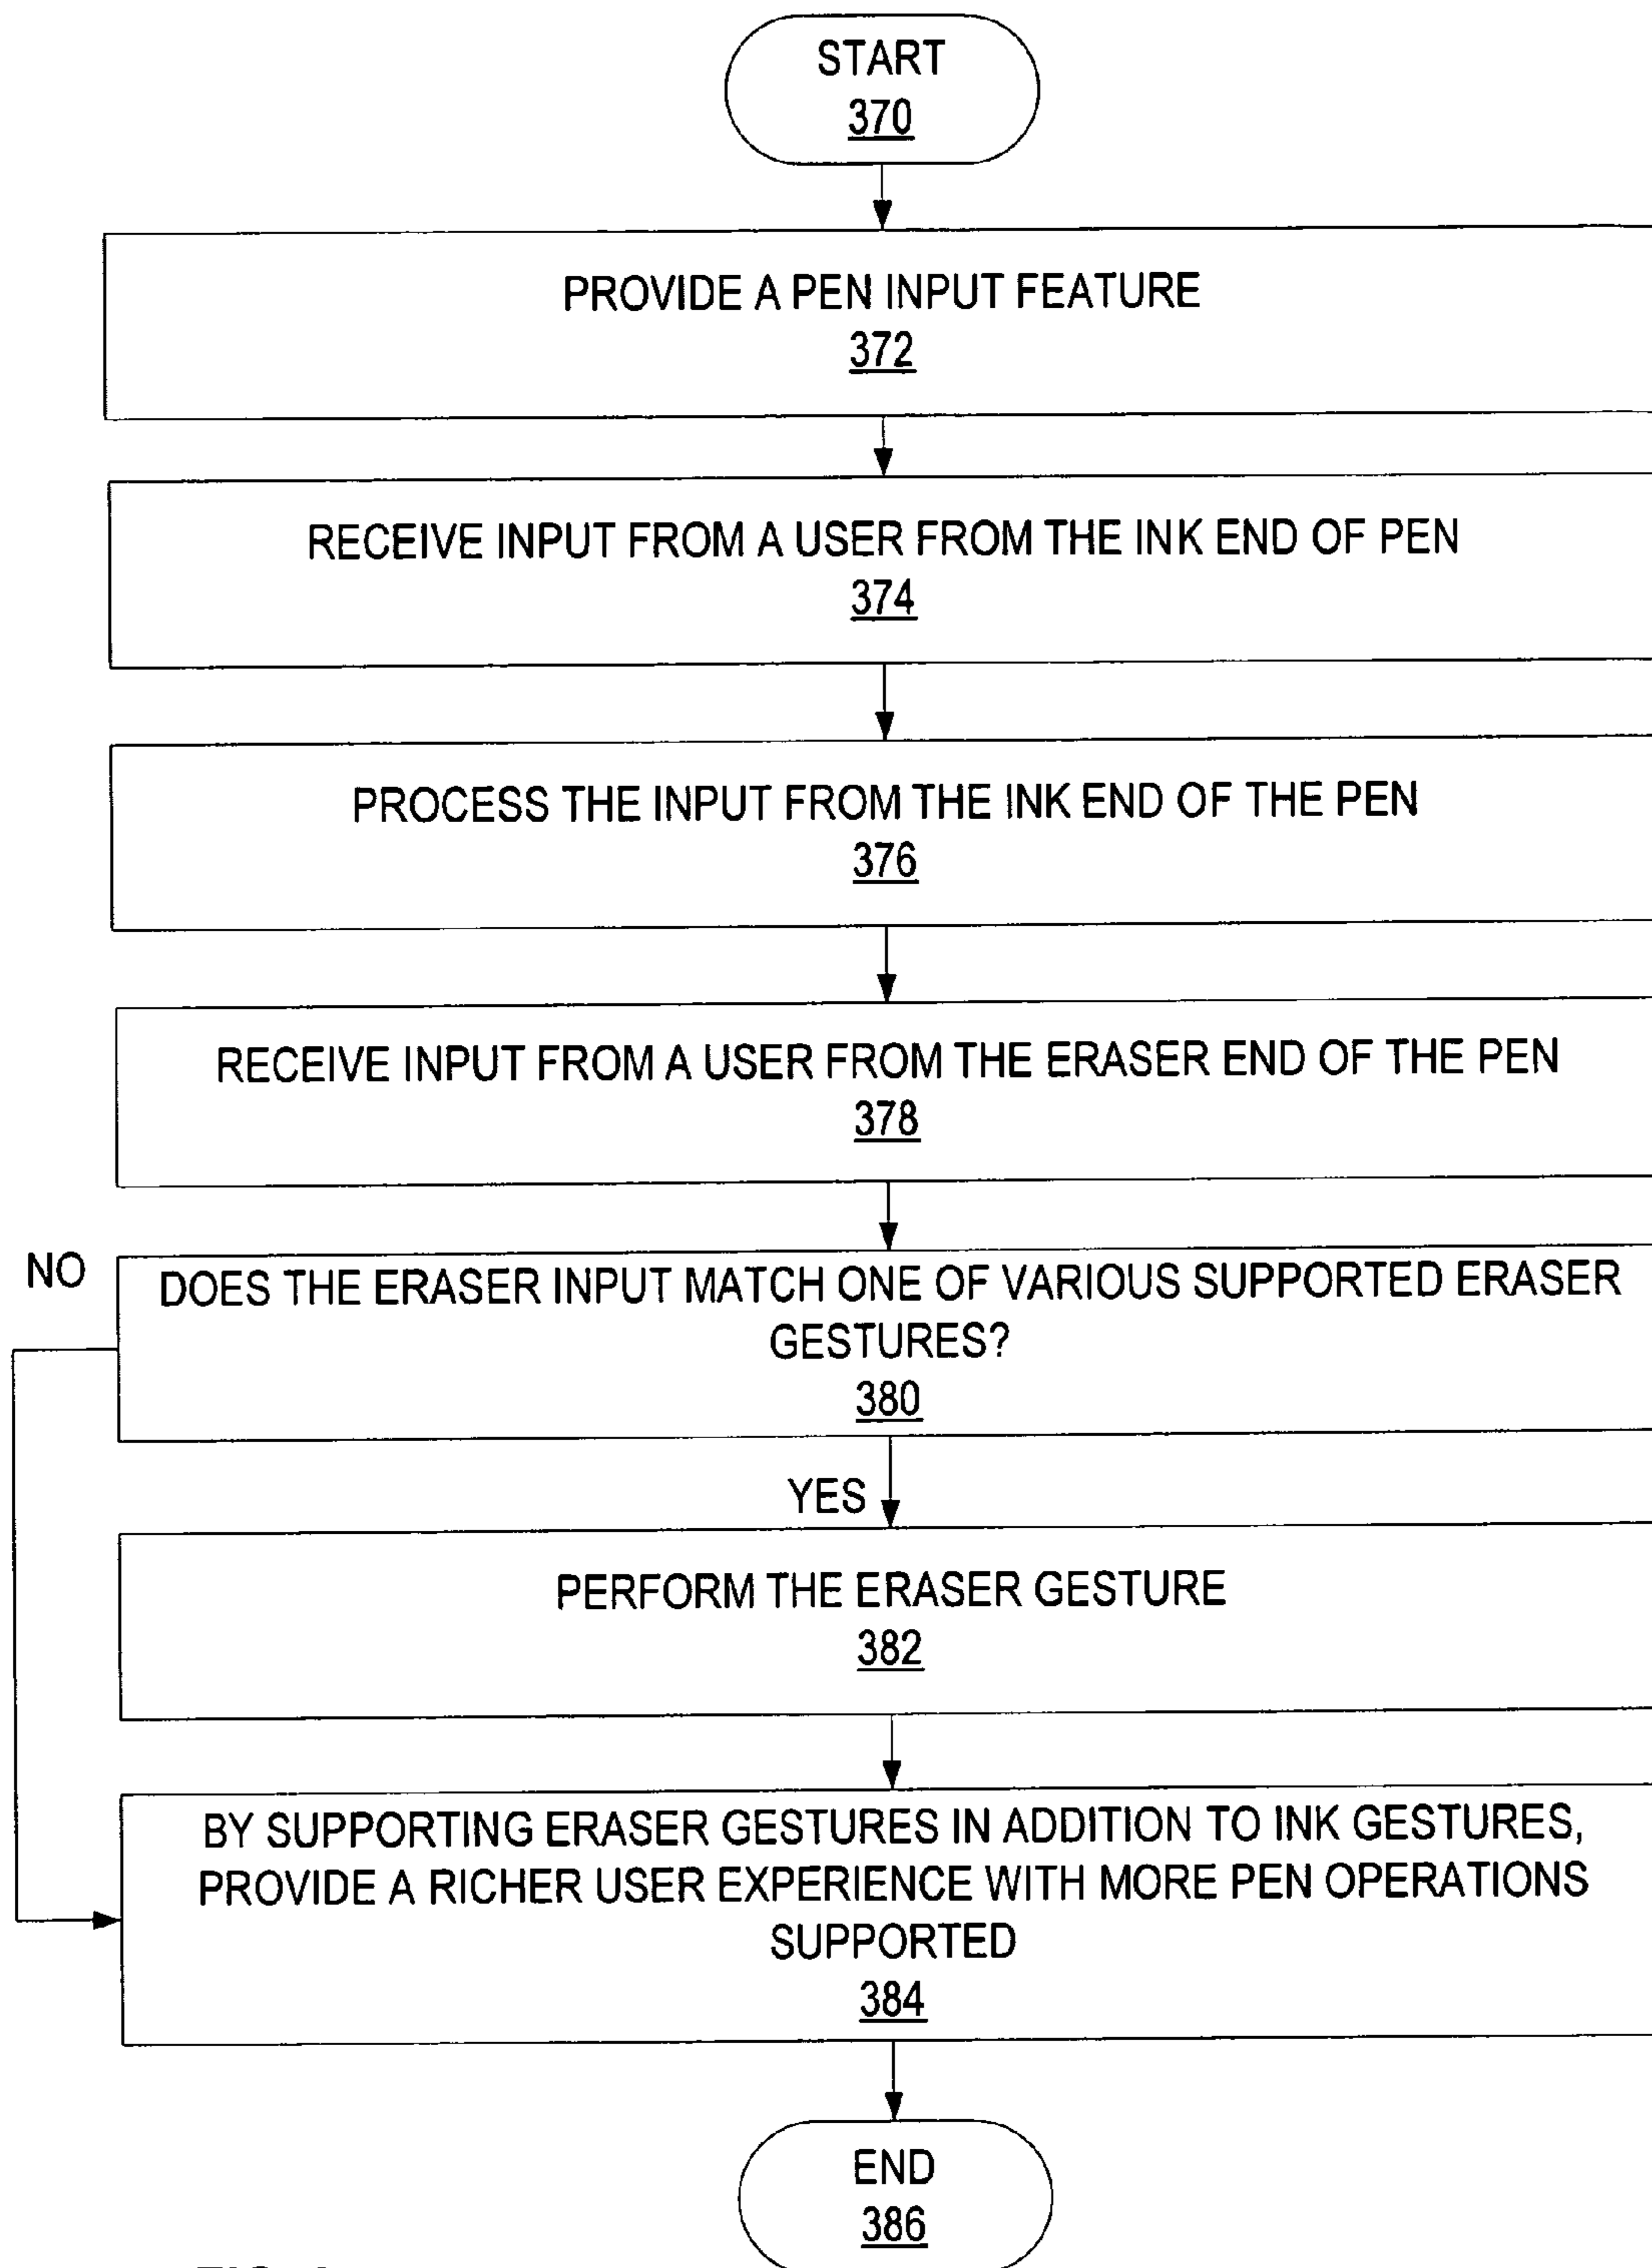 START
370
PROVIDE A PEN INPUT FEATURE
372
RECEIVE INPUT FROM A USER FROM THE INK END OF PEN
374
PROCESS THE INPUT FROM THE INK END OF THE PEN
376
RECEIVE INPUT FROM A USER FROM THE ERASER END OF THE PEN
378
NO
DOES THE ERASER INPUT MATCH ONE OF VARIOUS SUPPORTED ERASER
GESTURES?
380
YES
PERFORM THE ERASER GESTURE
382
BY SUPPORTING ERASER GESTURES IN ADDITION TO INK GESTURES,
PROVIDE A RICHER USER EXPERIENCE WITH MORE PEN OPERATIONS
SUPPORTED
384
END
386